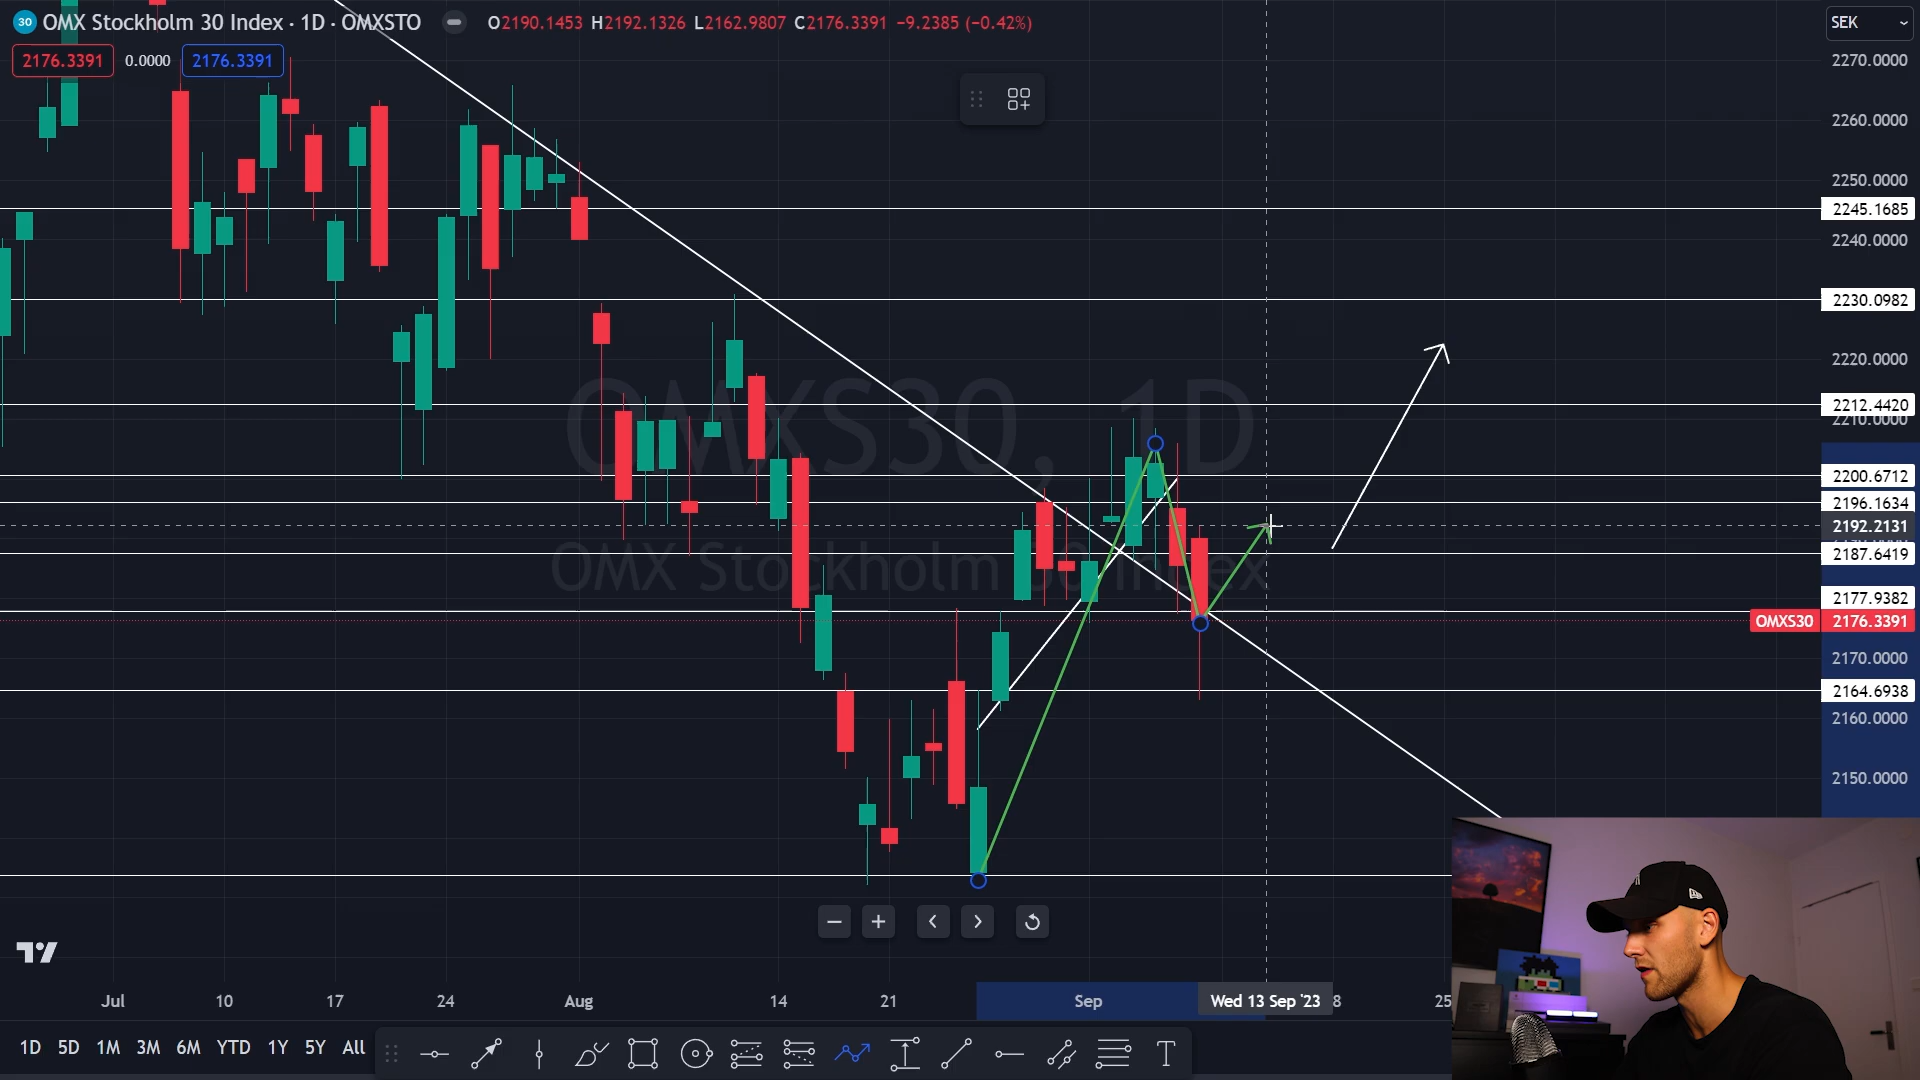 30 OMX Stockholm 30 Index · 1D · OMXSTO O2190.1453 H2192.1326 L2162.9807 C2176.3391 −9.2385 (−0.42%)
SEK
2176.3391 0.0000 2176.3391
2270.0000
2260.0000
2250.0000
2245.1685
2240.0000
2230.0982
2220.0000
2212.4420
2210.0000
2200.6712
2196.1634
2192.2131
2187.6419
2177.9382
OMXS30 2176.3391
2170.0000
2164.6938
2160.0000
2150.0000
OMXS30, 1D
OMX Stockholm 30 Index
Jul 10 17 24 Aug 14 21 Sep Wed 13 Sep '23 8 25
1D 5D 1M 3M 6M YTD 1Y 5Y All